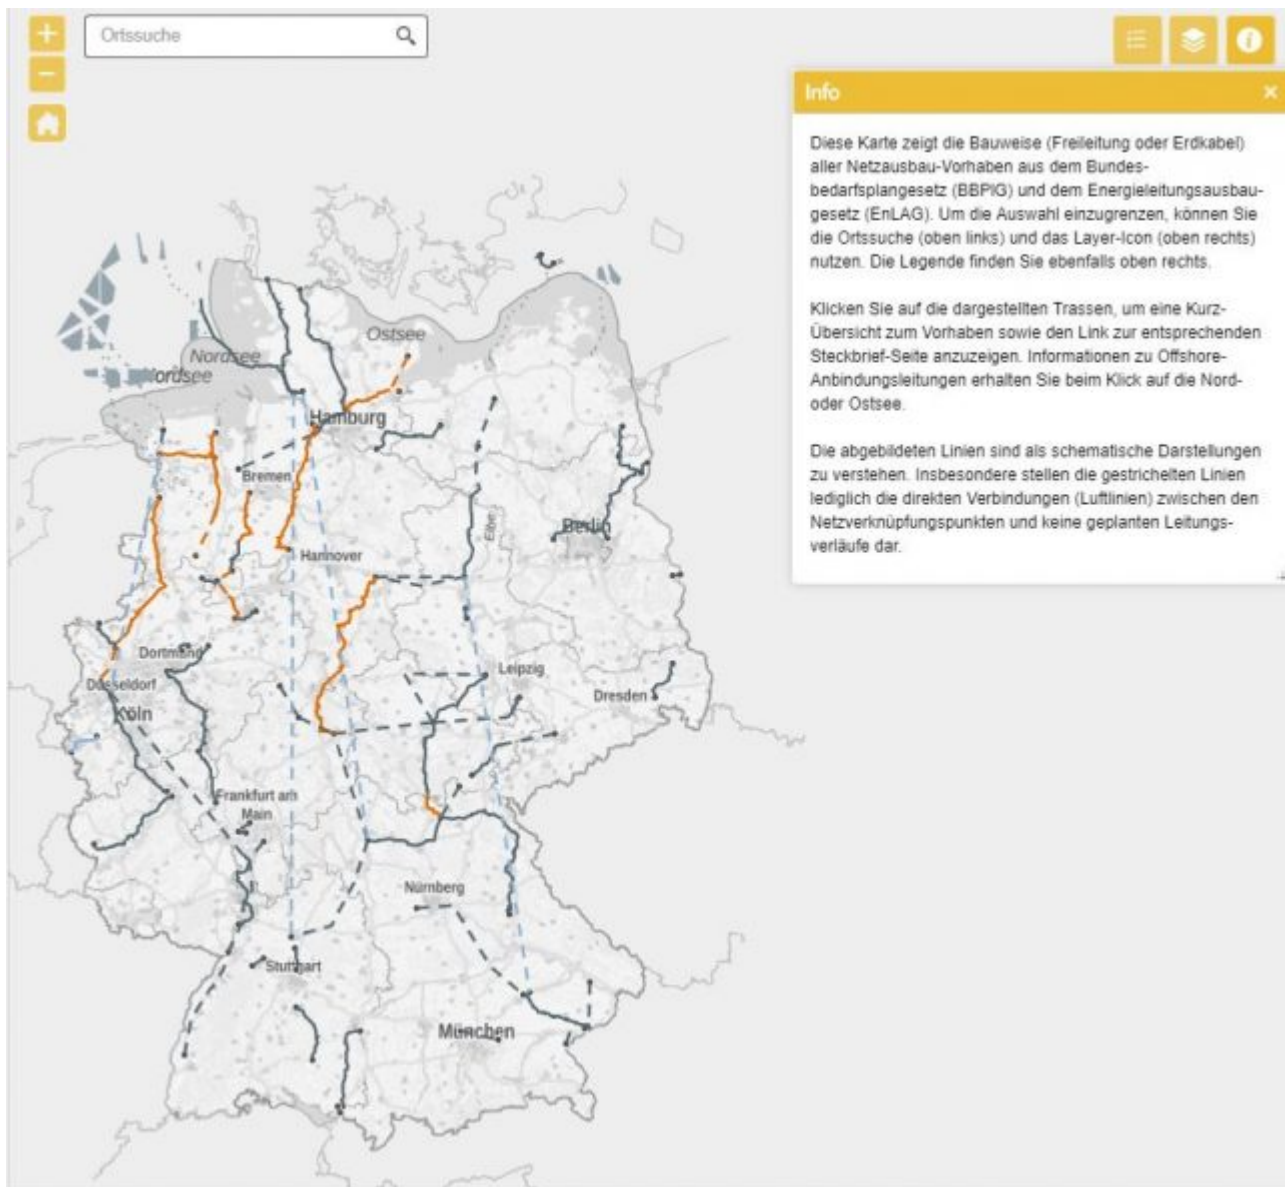 Ortssuche
Info
Diese Karte zeigt die Bauweise (Freileitung oder Erdkabel)
aller Netzausbau-Vorhaben aus dem Bundes-
bedarfsplangesetz (BBPlG) und dem Energieleitungsausbau-
gesetz (EnLAG). Um die Auswahl einzugrenzen, können Sie
die Ortssuche (oben links) und das Layer-Icon (oben rechts)
nutzen. Die Legende finden Sie ebenfalls oben rechts.
Klicken Sie auf die dargestellten Trassen, um eine Kurz-
Übersicht zum Vorhaben sowie den Link zur entsprechenden
Steckbrief-Seite anzuzeigen. Informationen zu Offshore-
Anbindungsleitungen erhalten Sie beim Klick auf die Nord-
oder Ostsee.
Die abgebildeten Linien sind als schematische Darstellungen
zu verstehen. Insbesondere stellen die gestrichelten Linien
lediglich die direkten Verbindungen (Luftlinien) zwischen den
Netzverknüpfungspunkten und keine geplanten Leitungs-
verläufe dar.
Ostsee
Nordsee
ordsee
Hamburg
Bremen
Elbe
Berlin
Hannover
Dortmund
Leipzig
Düsseldorf
Dresden
Köln
Frankfurt am
Main
Nürnberg
Stuttgart
München